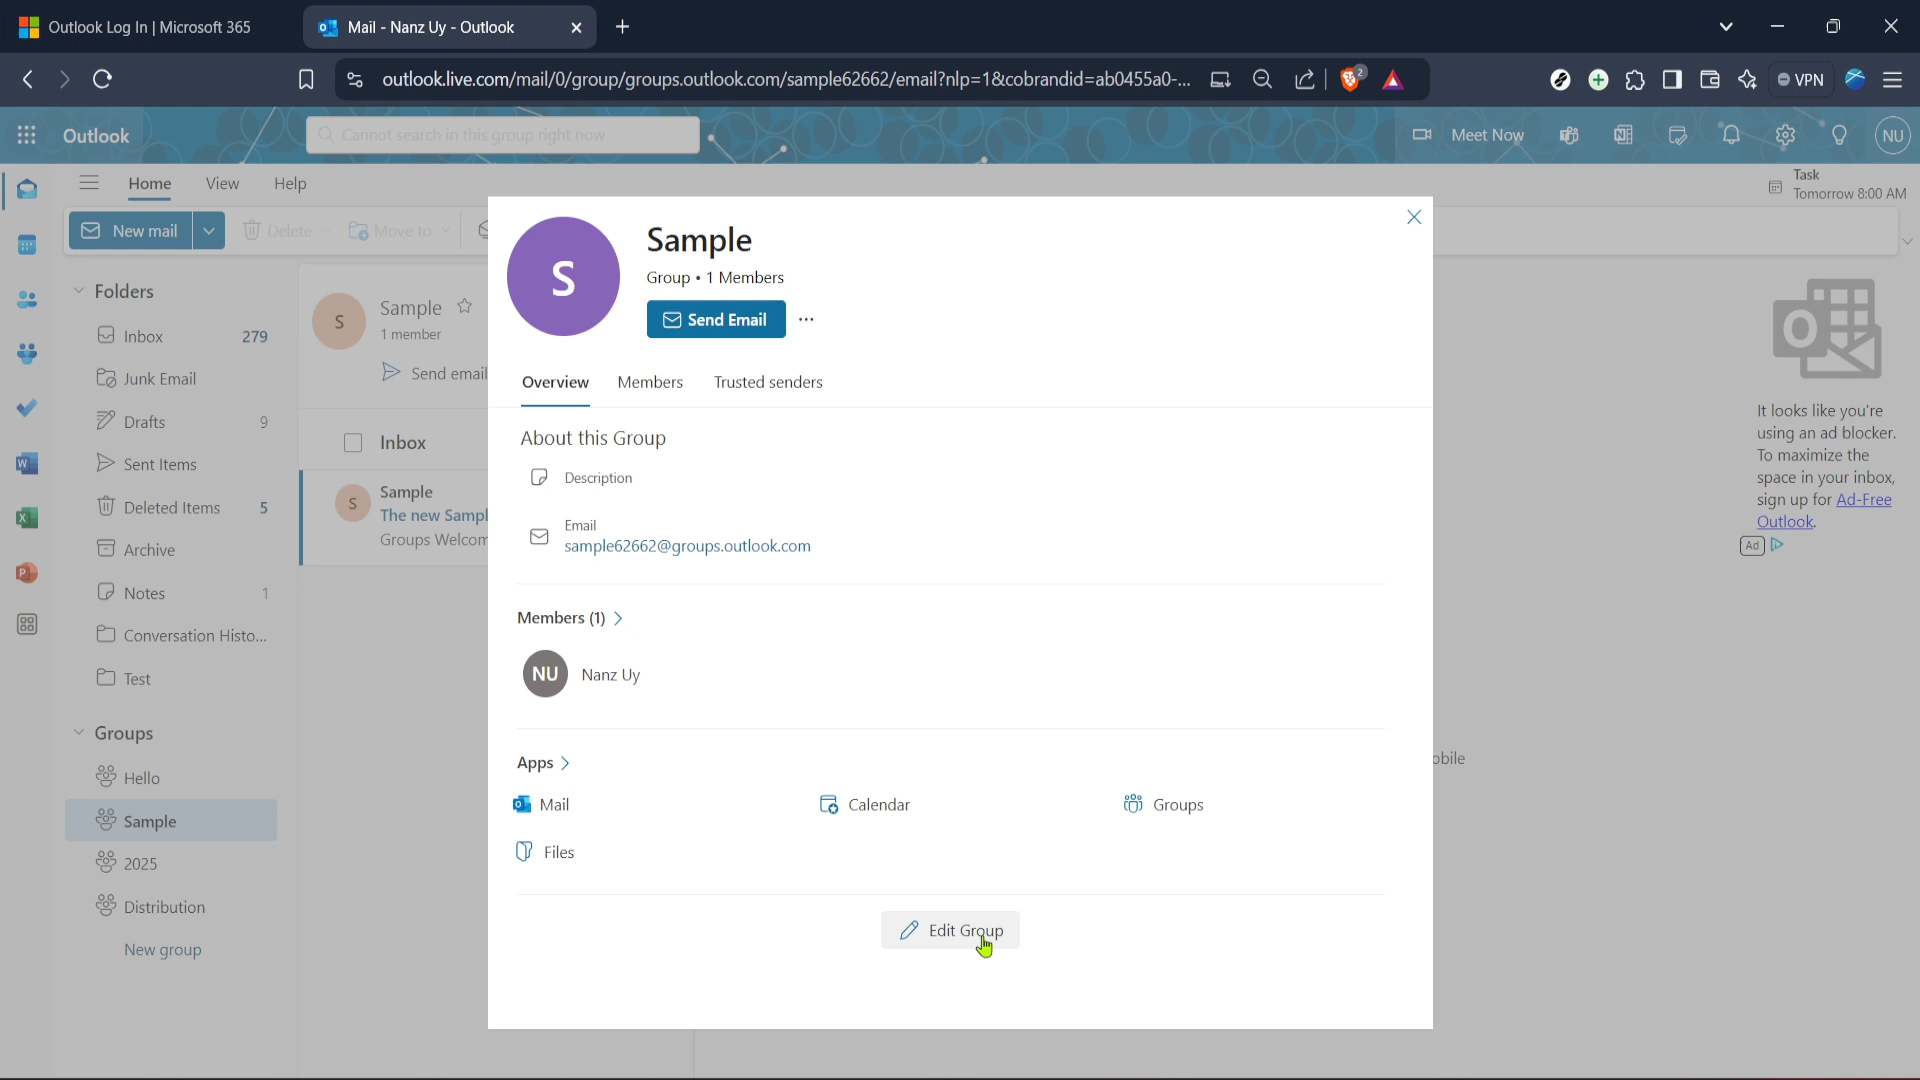 Outlook Log In | Microsoft 365
Mail - Nanz Uy - Outlook
outlook.live.com/mail/0/group/groups.outlook.com/sample62662/email?nlp=1&cobrandid=ab0455a0-...
2
VPN
Outlook
Cannot search in this group right now
Meet Now
NU
Home
View
Help
Task
Tomorrow 8:00 AM
New mail
Delete
Move to
Folders
Inbox 279
Junk Email
Drafts 9
Sent Items
Deleted Items 5
Archive
Notes 1
Conversation Histo...
Test
Groups
Hello
Sample
2025
Distribution
New group
S
Sample
1 member
Send email
Inbox
S
Sample
The new Sampl
Groups Welcom
S
Sample
Group • 1 Members
Send Email
Overview
Members
Trusted senders
About this Group
Description
Email
sample62662@groups.outlook.com
Members (1)
NU
Nanz Uy
Apps
Mail
Calendar
Groups
Files
Edit Group
obile
It looks like you're
using an ad blocker.
To maximize the
space in your inbox,
sign up for Ad-Free
Outlook.
Ad